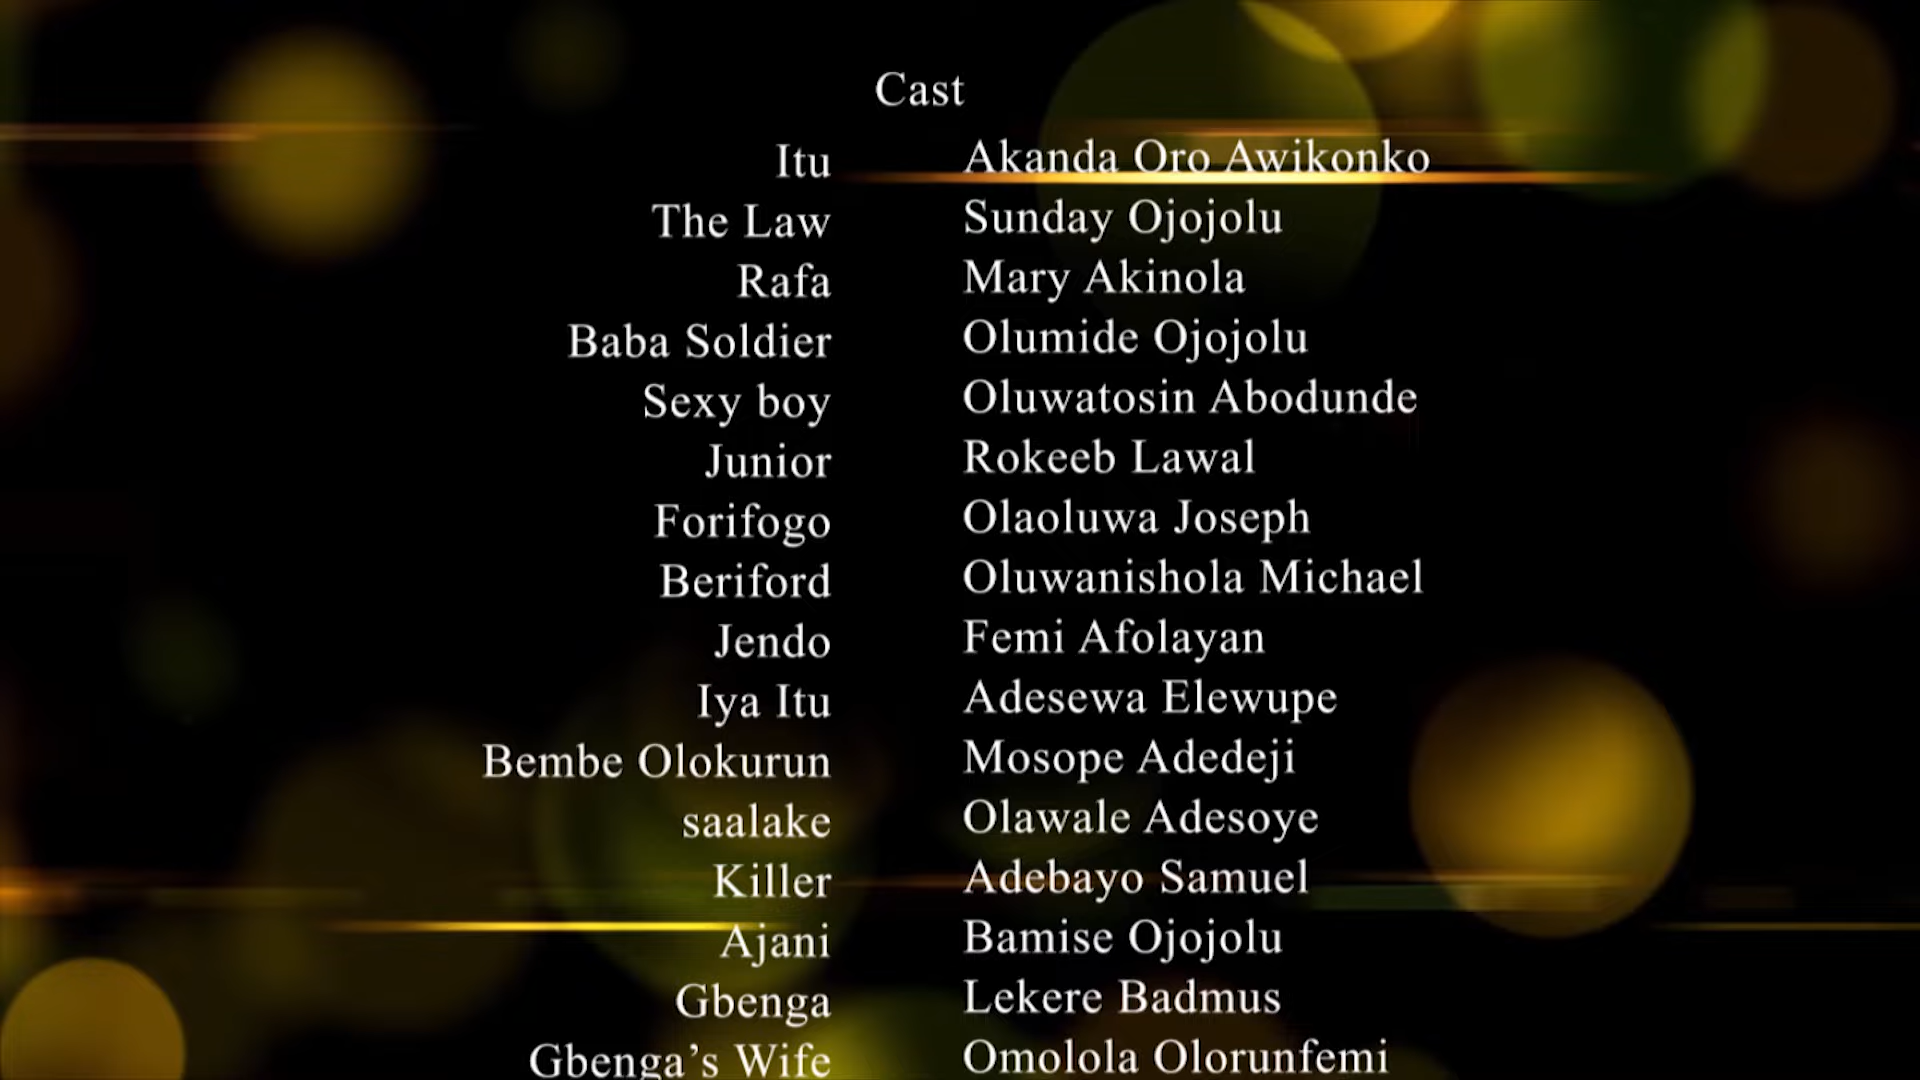 Cast
Itu Akanda Oro Awikonko
The Law Sunday Ojojolu
Rafa Mary Akinola
Baba Soldier Olumide Ojojolu
Sexy boy Oluwatosin Abodunde
Junior Rokeeb Lawal
Forifogo Olaoluwa Joseph
Beriford Oluwanishola Michael
Jendo Femi Afolayan
Iya Itu Adesewa Elewupe
Bembe Olokurun Mosope Adedeji
saalake Olawale Adesoye
Killer Adebayo Samuel
Ajani Bamise Ojojolu
Gbenga Lekere Badmus
Gbenga’s Wife Omolola Olorunfemi